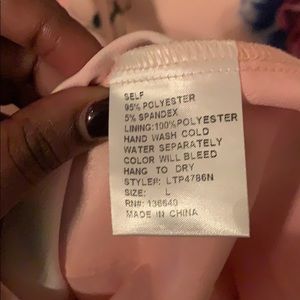 SELF
95% POLYESTER
5% SPANDEX
LINING:100%POLYESTER
HAND WASH COLD
WATER SEPARATELY
COLOR WILL BLEED
HANG TO DRY
STYLE#: LTP4786N
SIZE: L
RN#: 136640
MADE IN CHINA